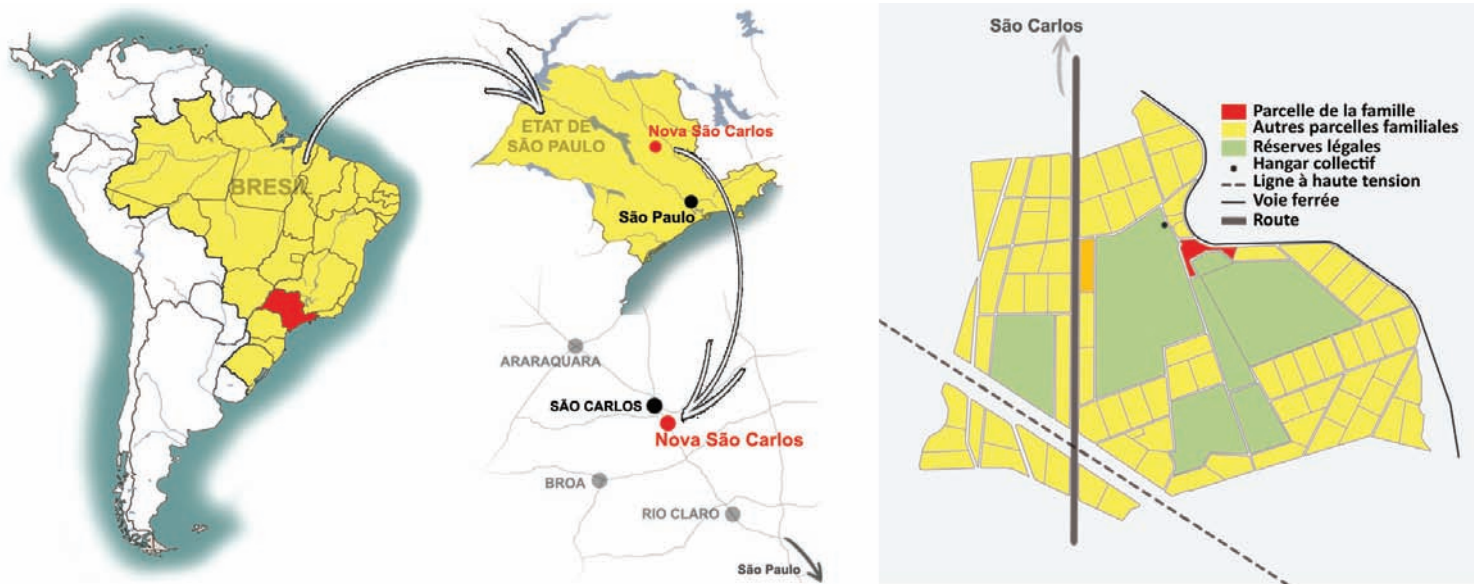 BRESIL
ETAT DE
SÃO PAULO
Nova São Carlos
São Paulo
ARARAQUARA
SÃO CARLOS
Nova São Carlos
BROA
RIO CLARO
São Paulo
São Carlos
Parcelle de la famille
Autres parcelles familiales
Réserves légales
Hangar collectif
Ligne à haute tension
Voie ferrée
Route